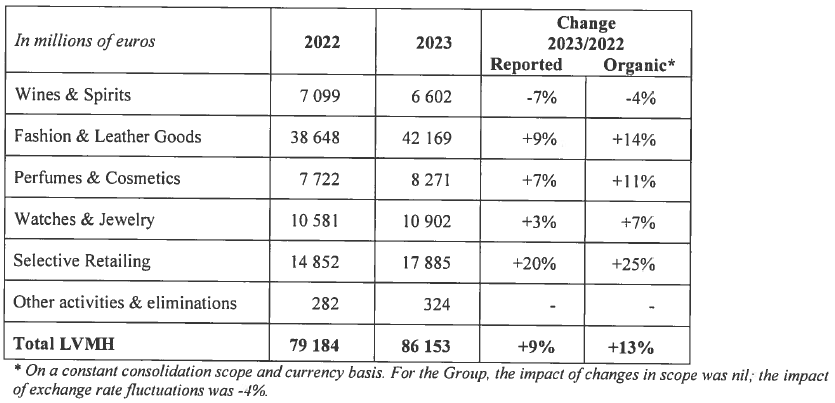 In millions of euros 2022 2023 Change 2023/2022 Reported Organic*
Wines & Spirits 7 099 6 602 -7% -4%
Fashion & Leather Goods 38 648 42 169 +9% +14%
Perfumes & Cosmetics 7 722 8 271 +7% +11%
Watches & Jewelry 10 581 10 902 +3% +7%
Selective Retailing 14 852 17 885 +20% +25%
Other activities & eliminations 282 324 - -
Total LVMH 79 184 86 153 +9% +13%
* On a constant consolidation scope and currency basis. For the Group, the impact of changes in scope was nil; the impact
of exchange rate fluctuations was -4%.